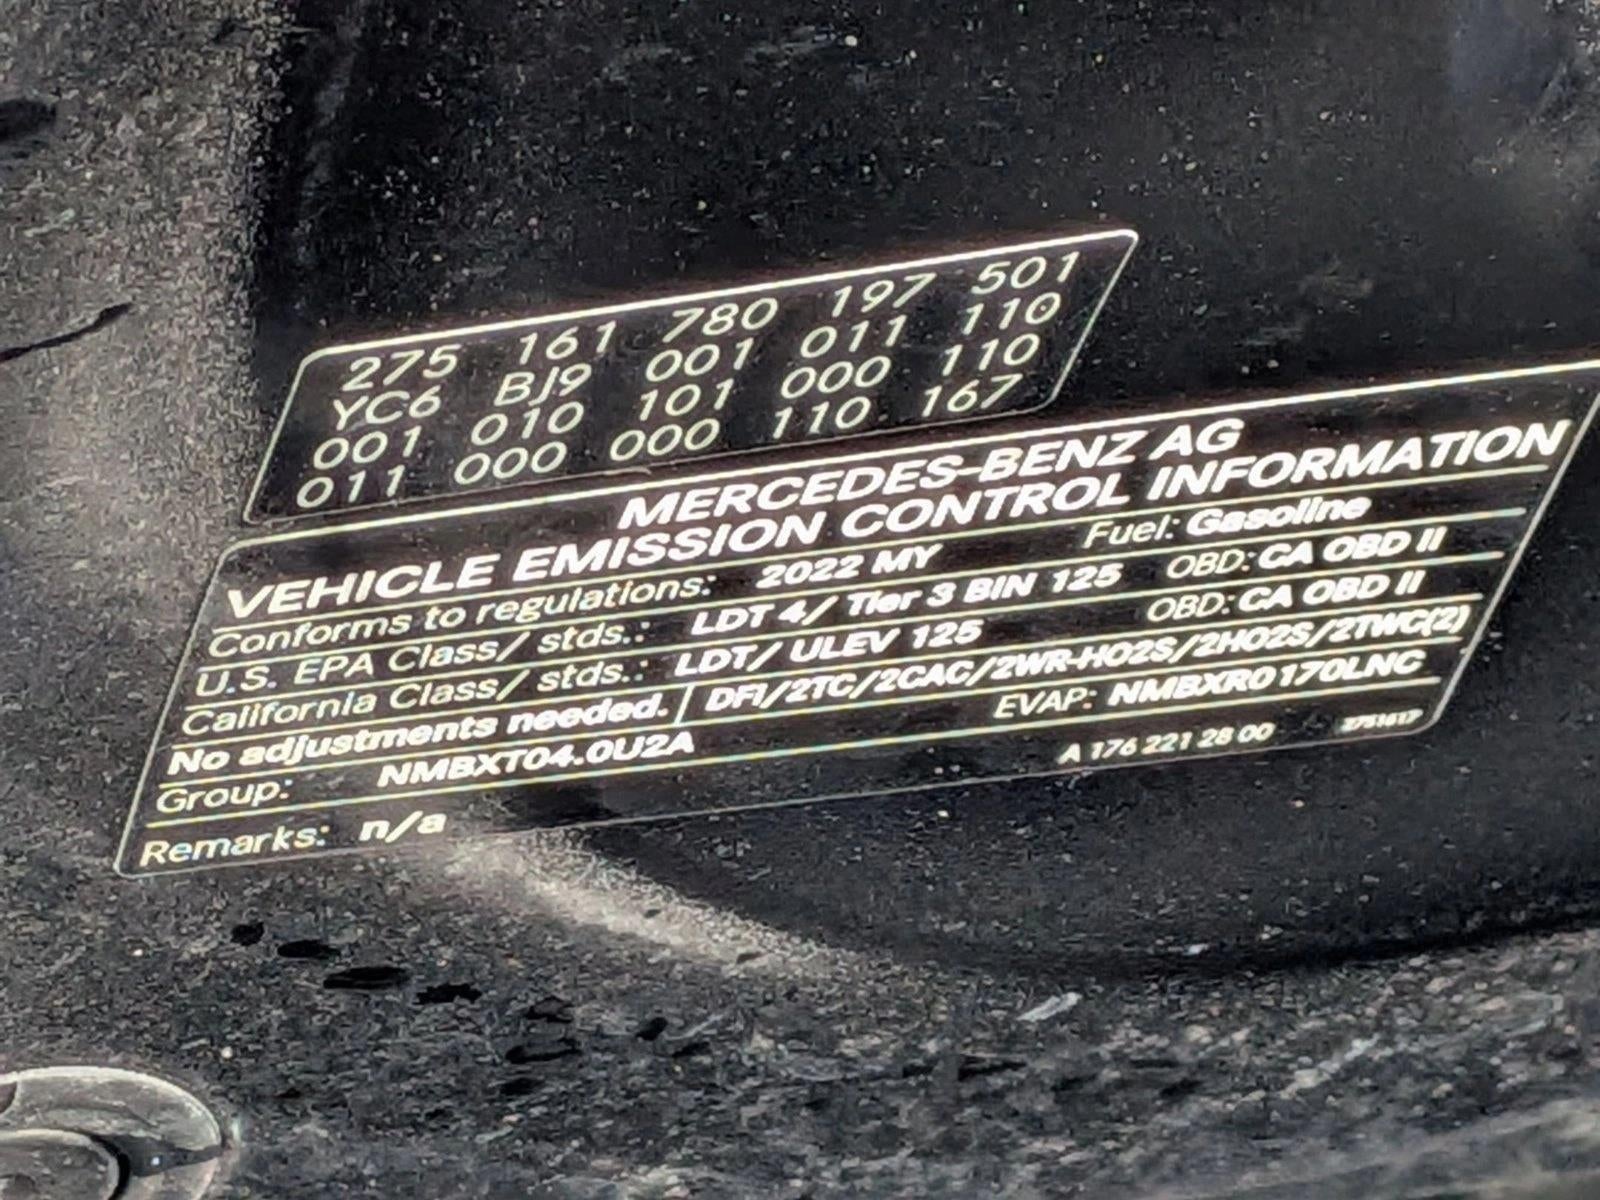 275 161 780 197 501
YC6 BJ9 001 011 110
001 010 101 000 110
011 000 000 110 167
MERCEDES-BENZ AG
VEHICLE EMISSION CONTROL INFORMATION
Conforms to regulations: 2022 MY Fuel: Gasoline
U.S. EPA Class/ stds.: LDT 4/ Tier 3 BIN 125 OBD: CA OBD II
California Class/ stds.: LDT/ ULEV 125 OBD: CA OBD II
No adjustments needed. DFI/2TC/2CAC/2WR-HO2S/2HO2S/2TWC(2)
Group: NMBXT04.0U2A EVAP: NMBXR0170LNC
Remarks: n/a A 176 221 28 00 2751617